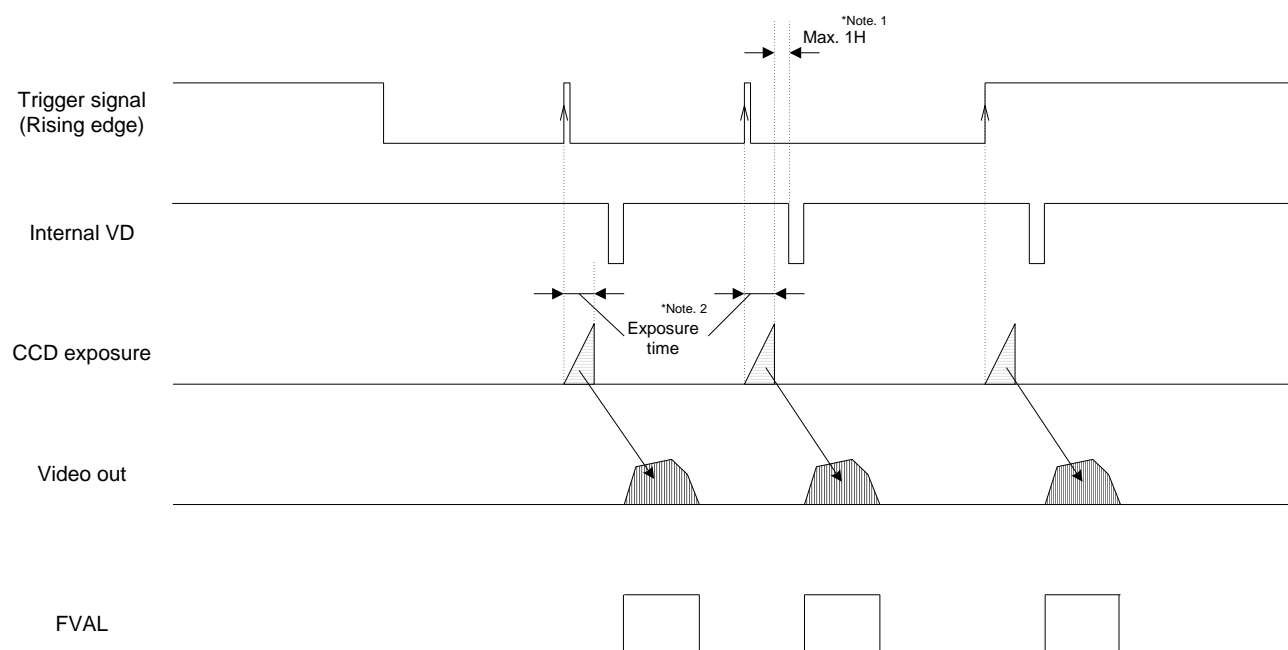 *Note. 1
Max. 1H
Trigger signal
(Rising edge)
Internal VD
*Note. 2
Exposure
time
CCD exposure
Video out
FVAL